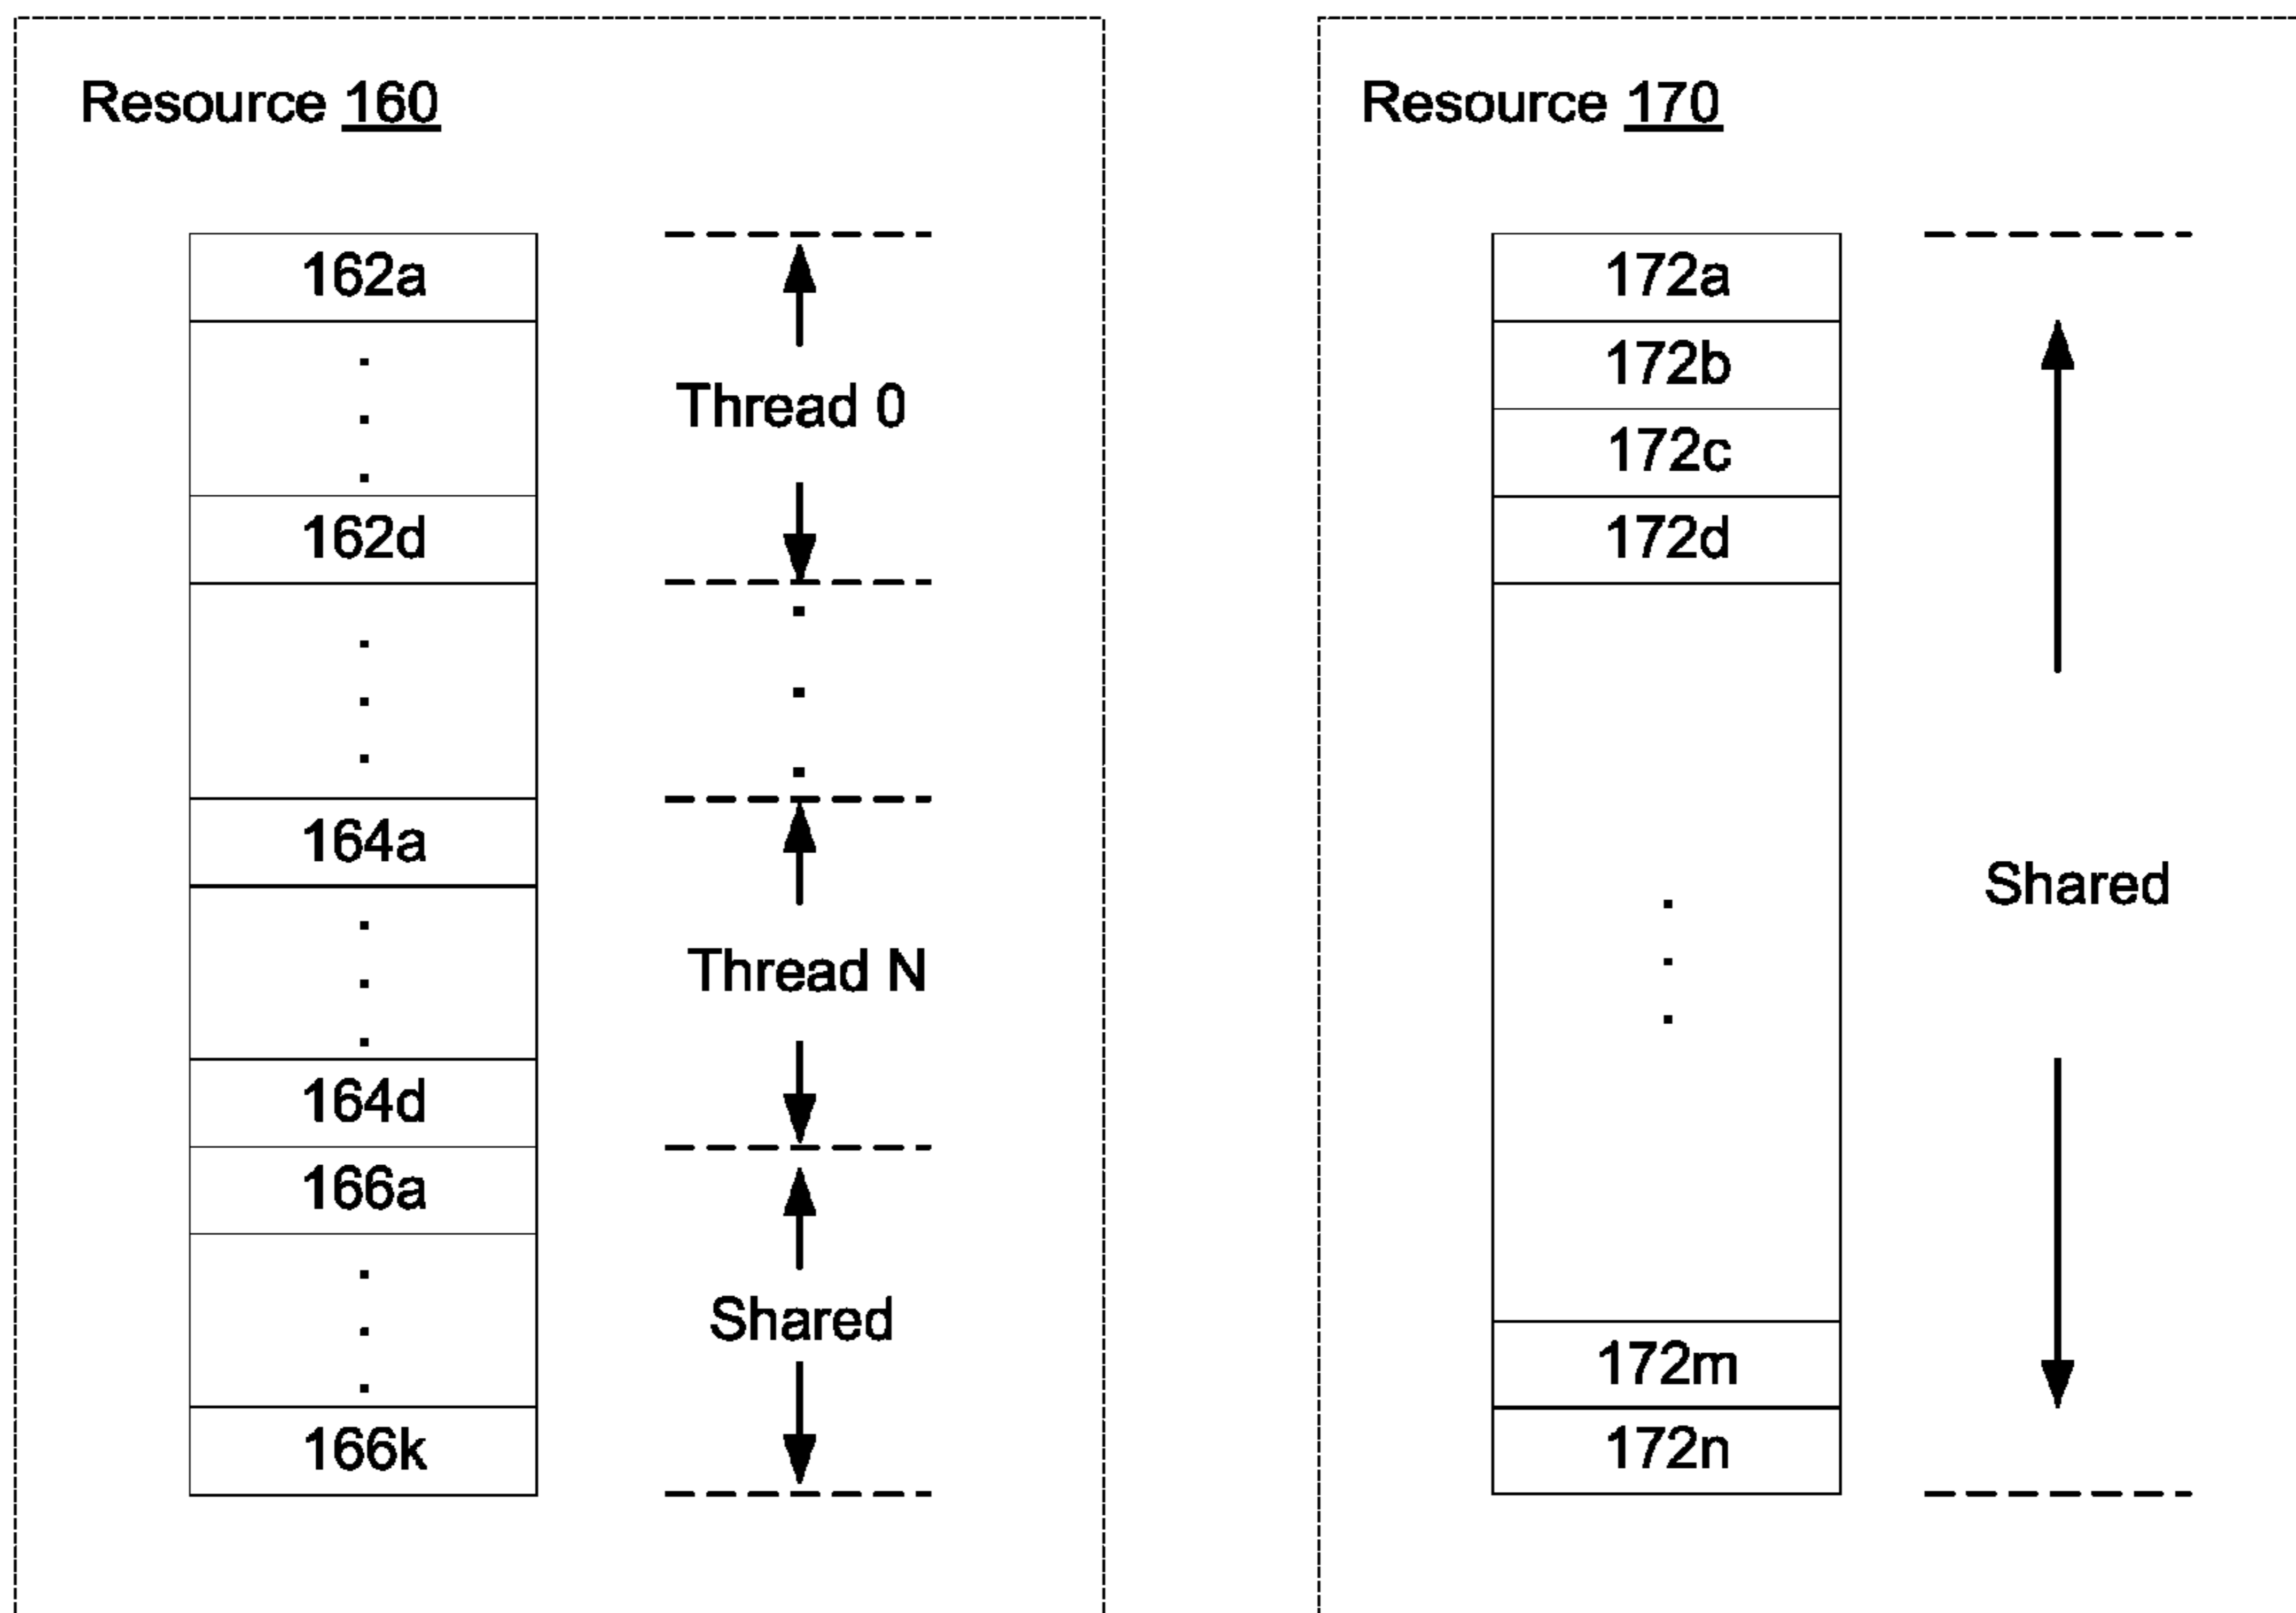 Resource 160
162a
162d
164a
164d
166a
166k
Thread 0
Thread N
Shared
Resource 170
172a
172b
172c
172d
172m
172n
Shared